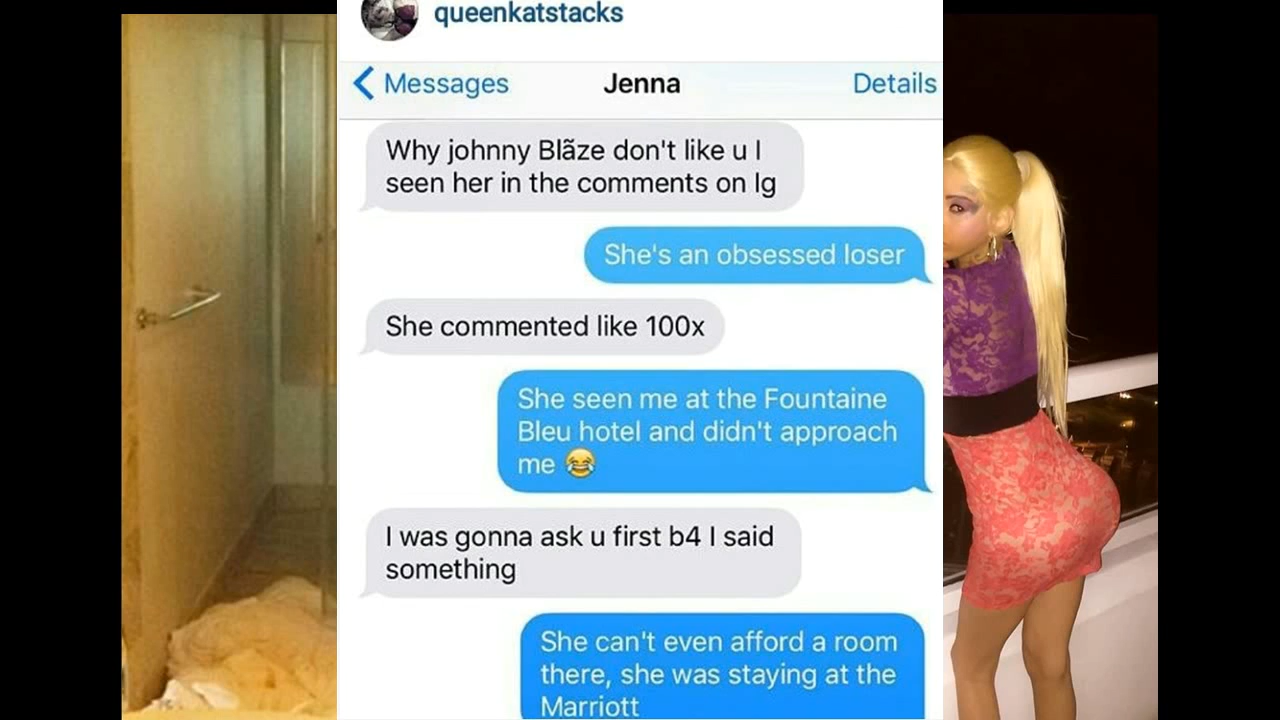 queenkatstacks
Messages Jenna Details
Why johnny Blãze don't like u I
seen her in the comments on Ig
She's an obsessed loser
She commented like 100x
She seen me at the Fountaine
Bleu hotel and didn't approach
me 😂
I was gonna ask u first b4 I said
something
She can't even afford a room
there, she was staying at the
Marriott